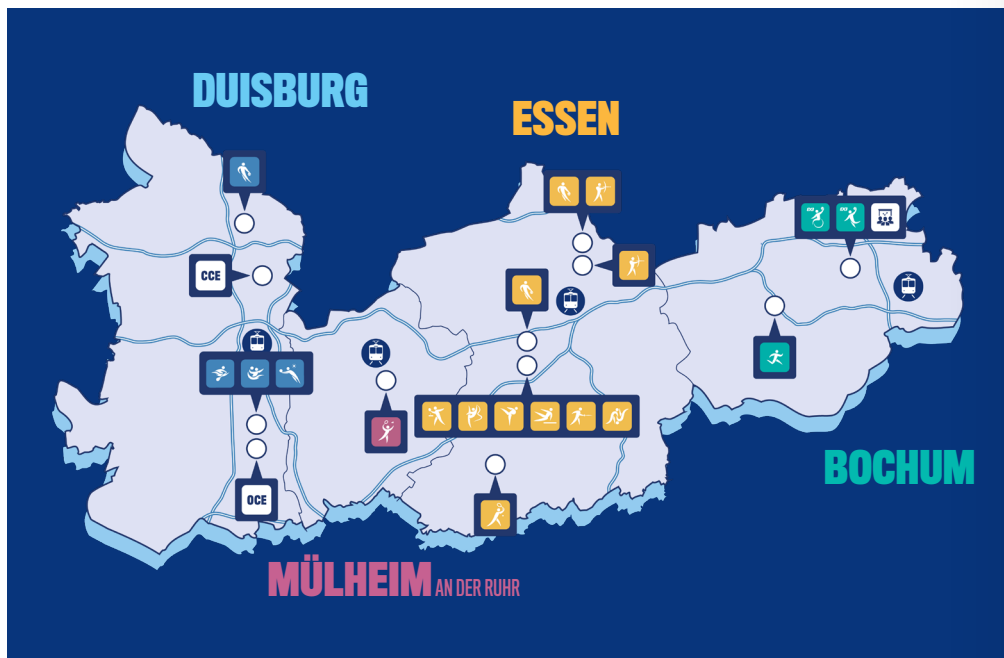 DUISBURG
ESSEN
CCE
OCE
BOCHUM
MÜLHEIM AN DER RUHR